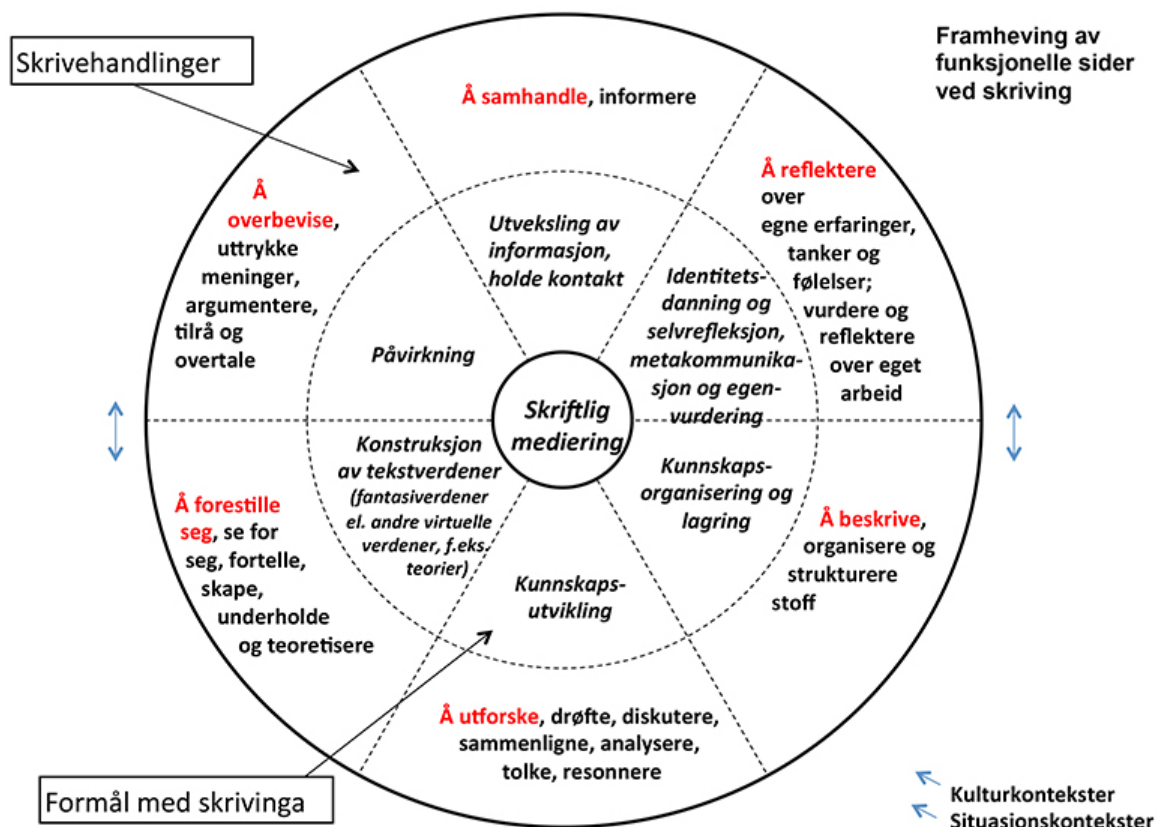 Skrivehandlinger
Framheving av
funksjonelle sider
ved skriving
Å samhandle, informere
Å
overbevise,
uttrykke
meninger,
argumentere,
tilrå og
overtale
Utveksling av
informasjon,
holde kontakt
Å reflektere
over
egne erfaringer,
tanker og
følelser;
vurdere og
reflektere
over eget
arbeid
Identitets-
danning og
selvrefleksjon,
metakommunika-
sjon og egen-
vurdering
Påvirkning
Skriftlig
mediering
Konstruksjon
av tekstverdener
(fantasiverdener
el. andre virtuelle
verdener, f.eks.
teorier)
Kunnskaps-
organisering og
lagring
Å forestille
seg, se for
seg, fortelle,
skape,
underholde
og teoretisere
Å beskrive,
organisere og
strukturere
stoff
Kunnskaps-
utvikling
Å utforske, drøfte, diskutere,
sammenligne, analysere,
tolke, resonnere
Formål med skrivinga
Kulturkontekster
Situasjonskontekster